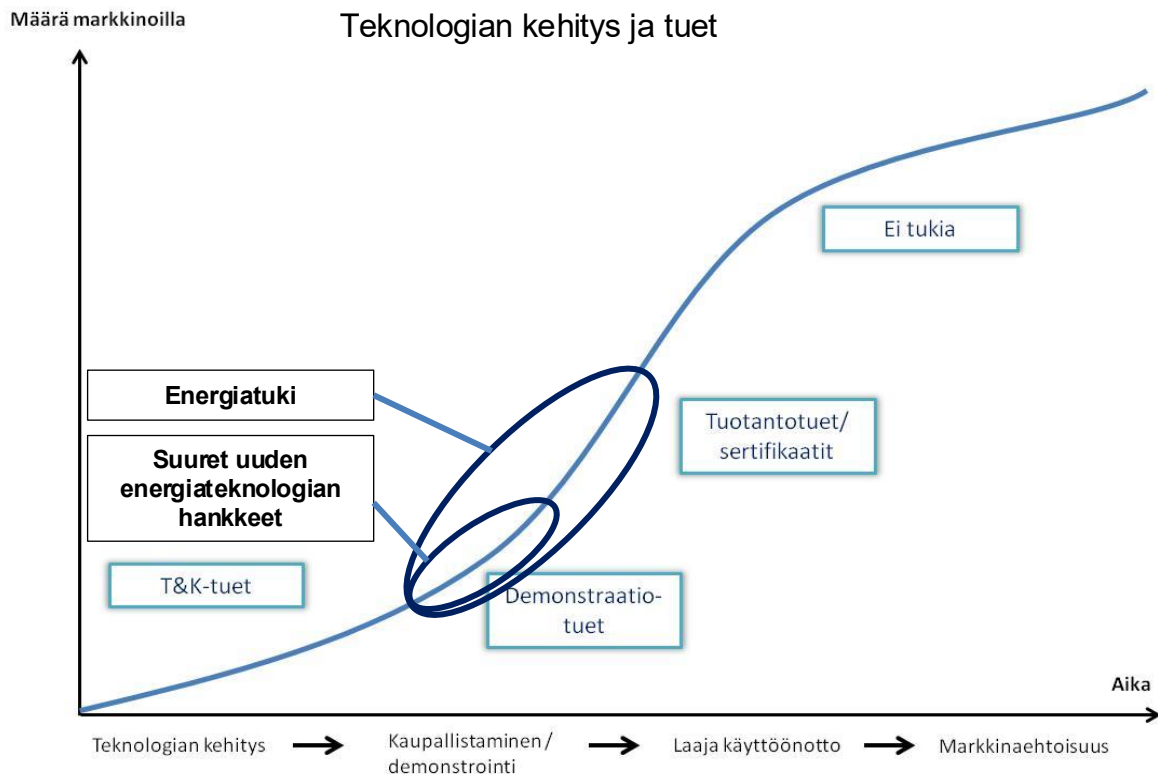 Määrä markkinoilla
Teknologian kehitys ja tuet
Ei tukia
Energiatuki
Tuotantotuet/
sertifikaatit
Suuret uuden
energiateknologian
hankkeet
T&K-tuet
Demonstraatio-
tuet
Aika
Teknologian kehitys
Kaupallistaminen /
demonstrointi
Laaja käyttöönotto
Markkinaehtoisuus